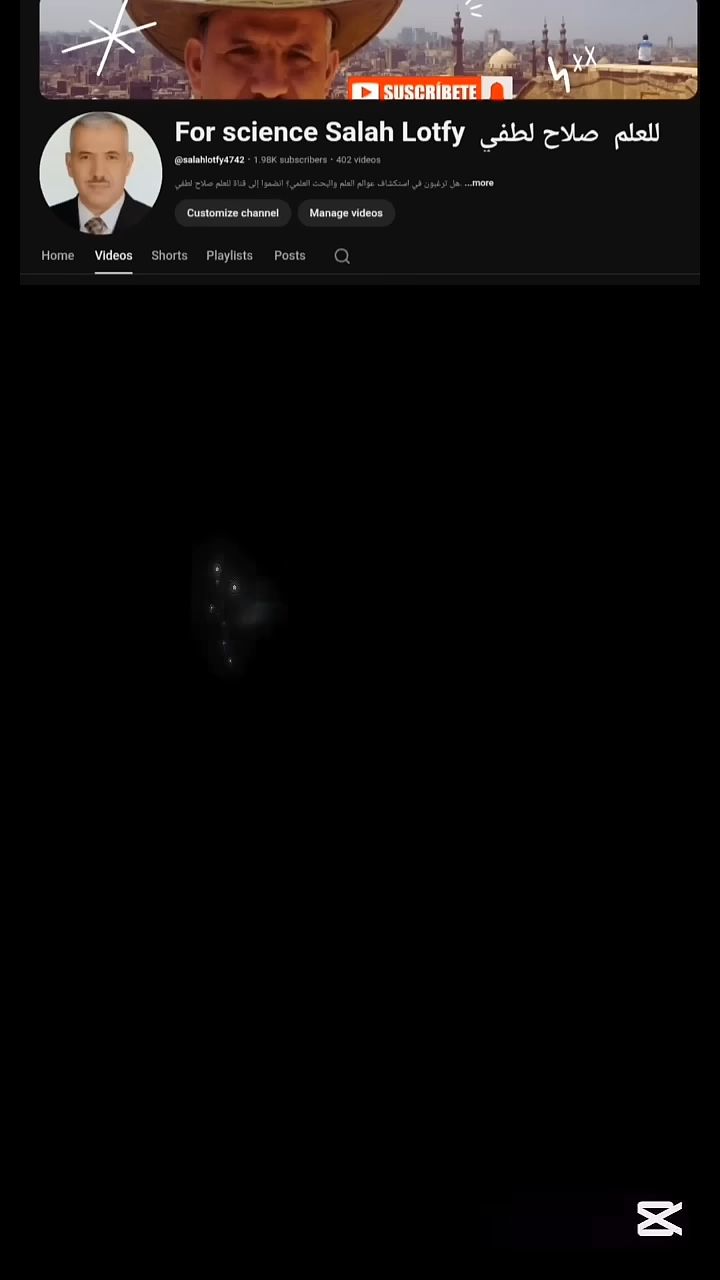 SUSCRÍBETE
For science Salah Lotfy للعلم صلاح لطفي
@salahlotfy4742 · 1.98K subscribers · 402 videos
هل ترغبون في استكشاف عوالم العلم والبحث العلمي؟ انضموا إلى قناة للعلم صلاح لطفي. ...more
Customize channel Manage videos
Home Videos Shorts Playlists Posts